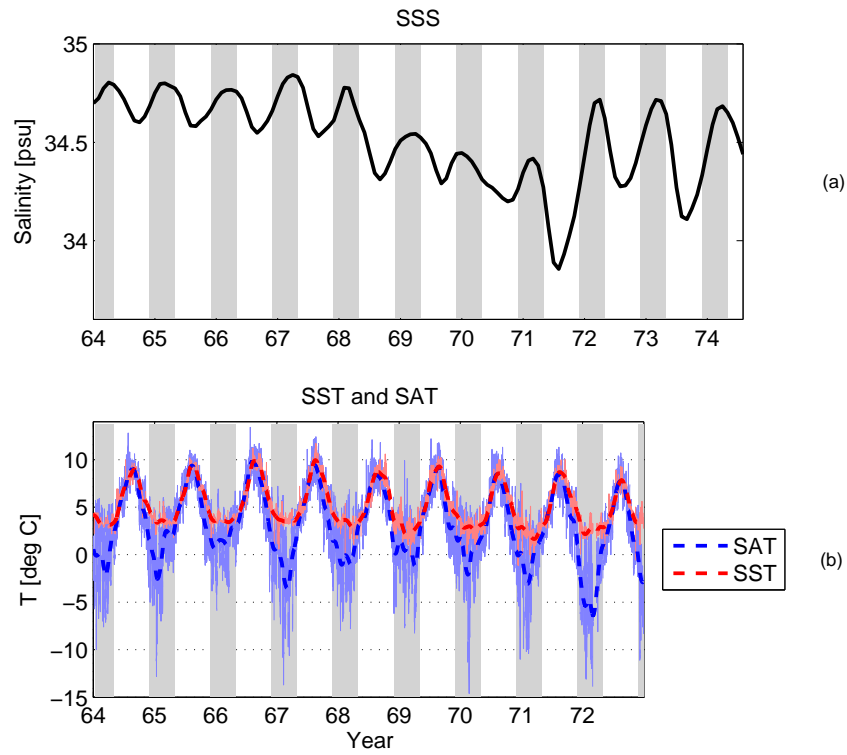 SSS
35
34.5
34
Salinity [psu]
64 65 66 67 68 69 70 71 72 73 74
(a)
SST and SAT
10
5
0
−5
−10
−15
T [deg C]
64 65 66 67 68 69 70 71 72
Year
SAT
SST
(b)